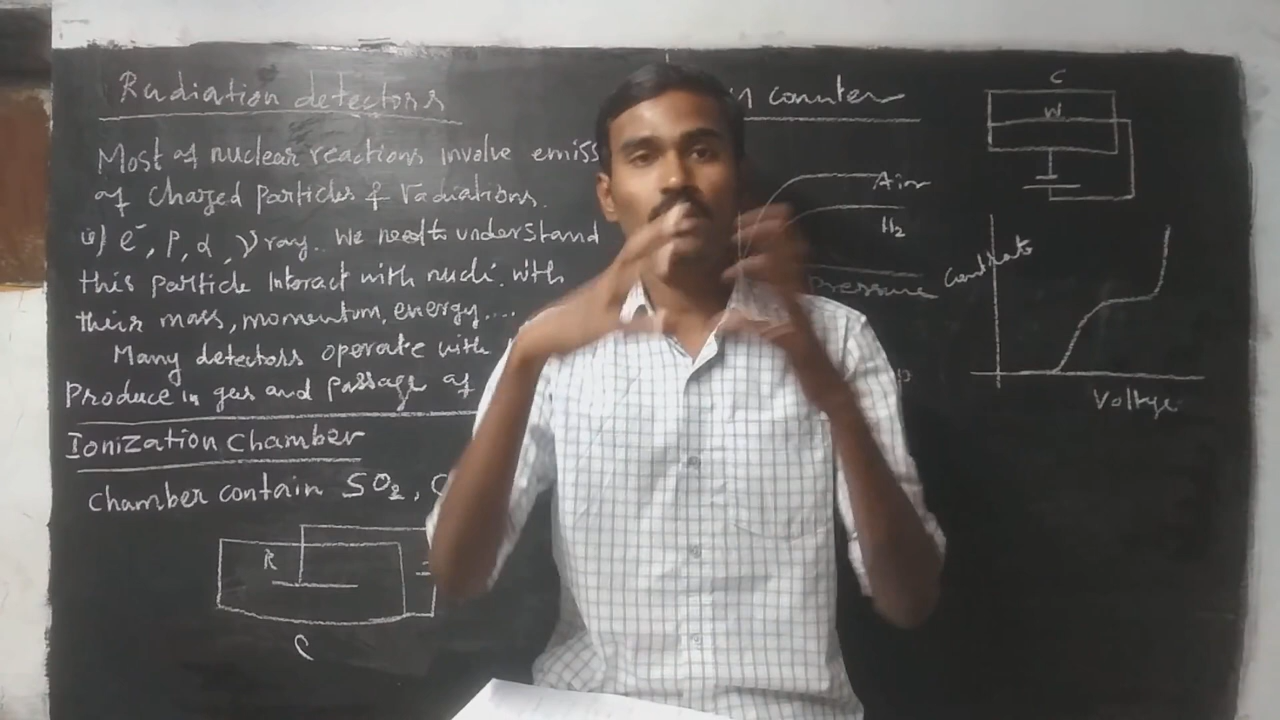 Radiation detectors
Most of nuclear reactions involve emiss
of Charged Particles & radiations.
ie) e⁻, p, α, γ ray. We need to understand
this particle interact with nuclei. with
their mass, momentum, energy....
Many detectors operate with
Produce in gas and passage of
Ionization Chamber
Chamber contain SO₂, C
R
C
counter
Air
H₂
Pressure
C
W
Voltage